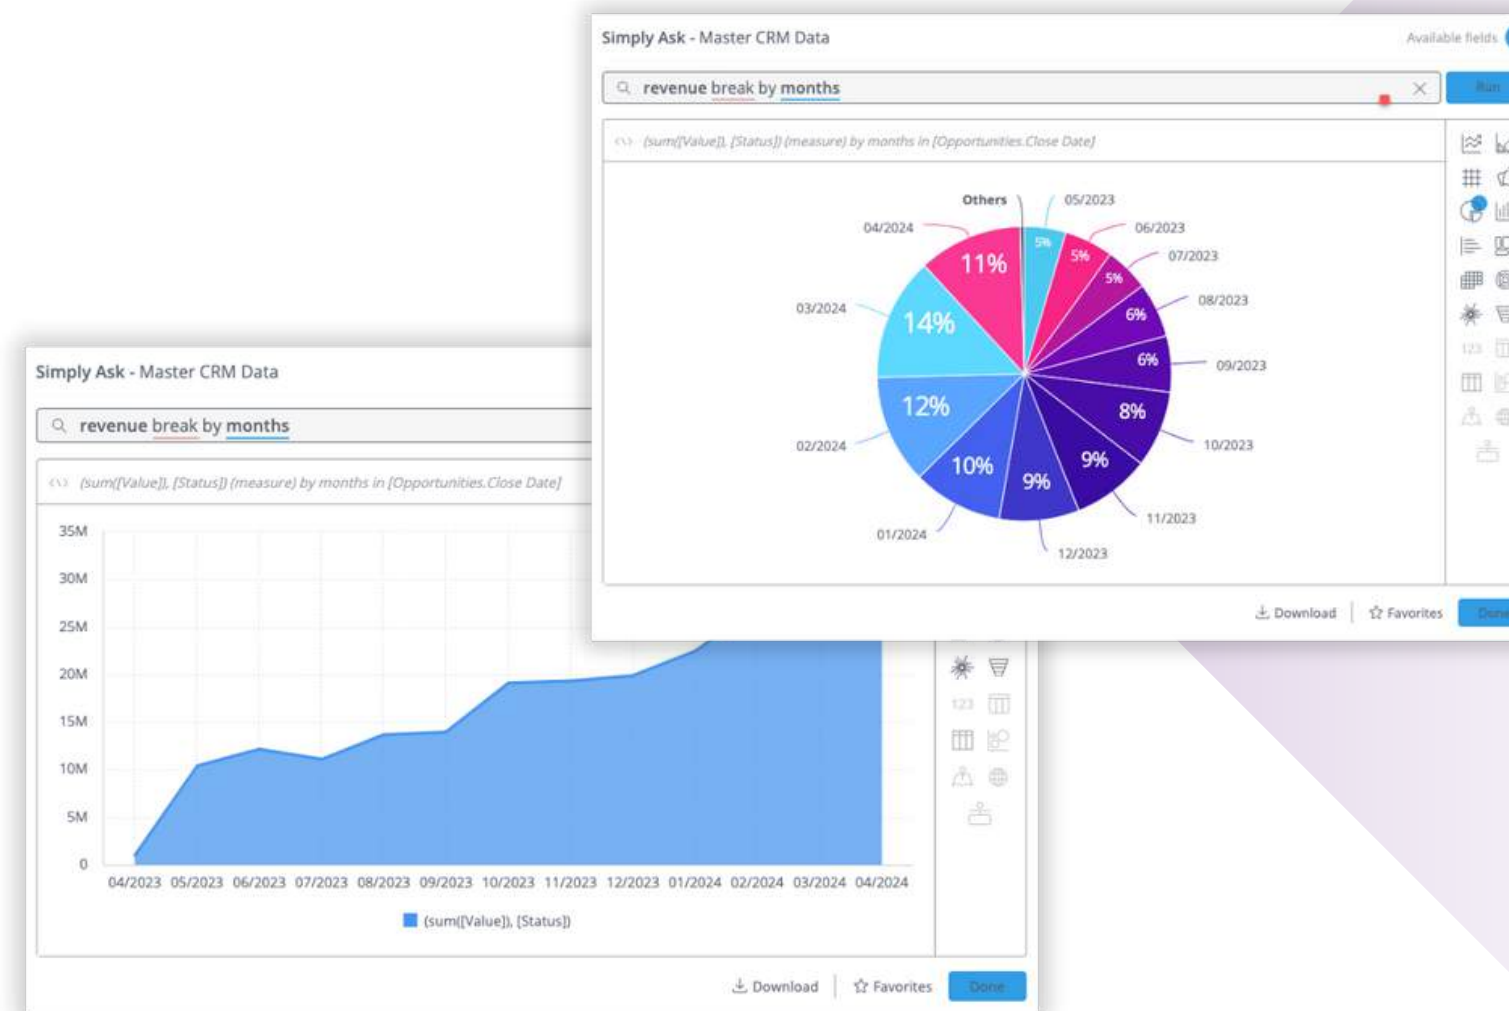 Simply Ask - Master CRM Data
Available fields
revenue break by months
Run
(sum([Value]), [Status]) (measure) by months in [Opportunities.Close Date]
Others
05/2023
04/2024
06/2023
07/2023
03/2024
08/2023
09/2023
02/2024
10/2023
01/2024
11/2023
12/2023
5%
5%
5%
6%
6%
8%
9%
9%
10%
12%
14%
11%
123
Download
Favorites
Done
Simply Ask - Master CRM Data
revenue break by months
(sum([Value]), [Status]) (measure) by months in [Opportunities.Close Date]
35M
30M
25M
20M
15M
10M
5M
0
04/2023 05/2023 06/2023 07/2023 08/2023 09/2023 10/2023 11/2023 12/2023 01/2024 02/2024 03/2024 04/2024
(sum([Value]), [Status])
123
Download
Favorites
Done